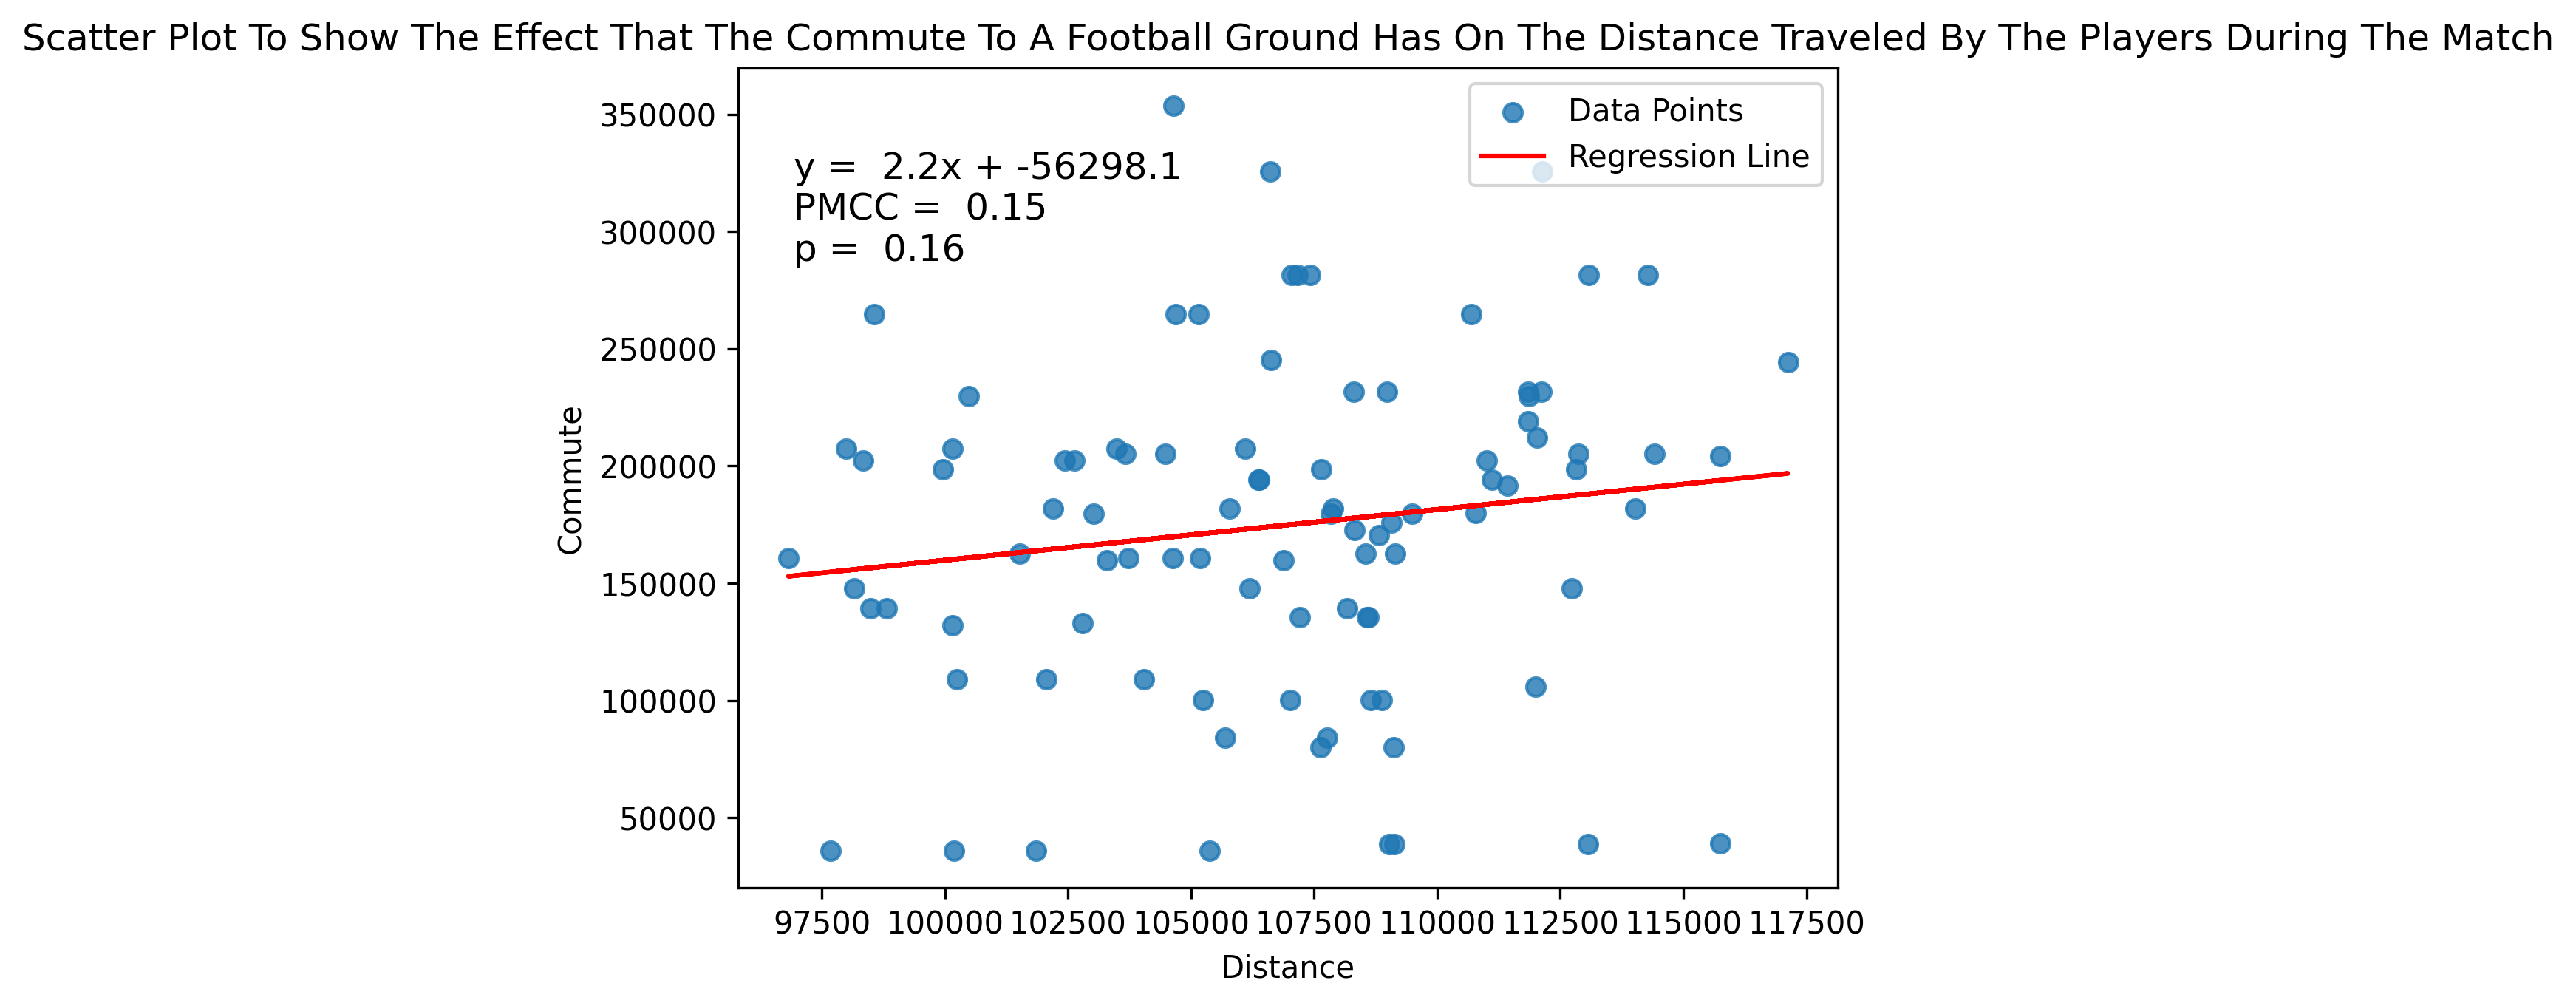 Scatter Plot To Show The Effect That The Commute To A Football Ground Has On The Distance Traveled By The Players During The Match
350000
300000
250000
200000
150000
100000
50000
Commute
y =  2.2x + -56298.1
PMCC =  0.15
p =  0.16
Data Points
Regression Line
97500 100000 102500 105000 107500 110000 112500 115000 117500
Distance